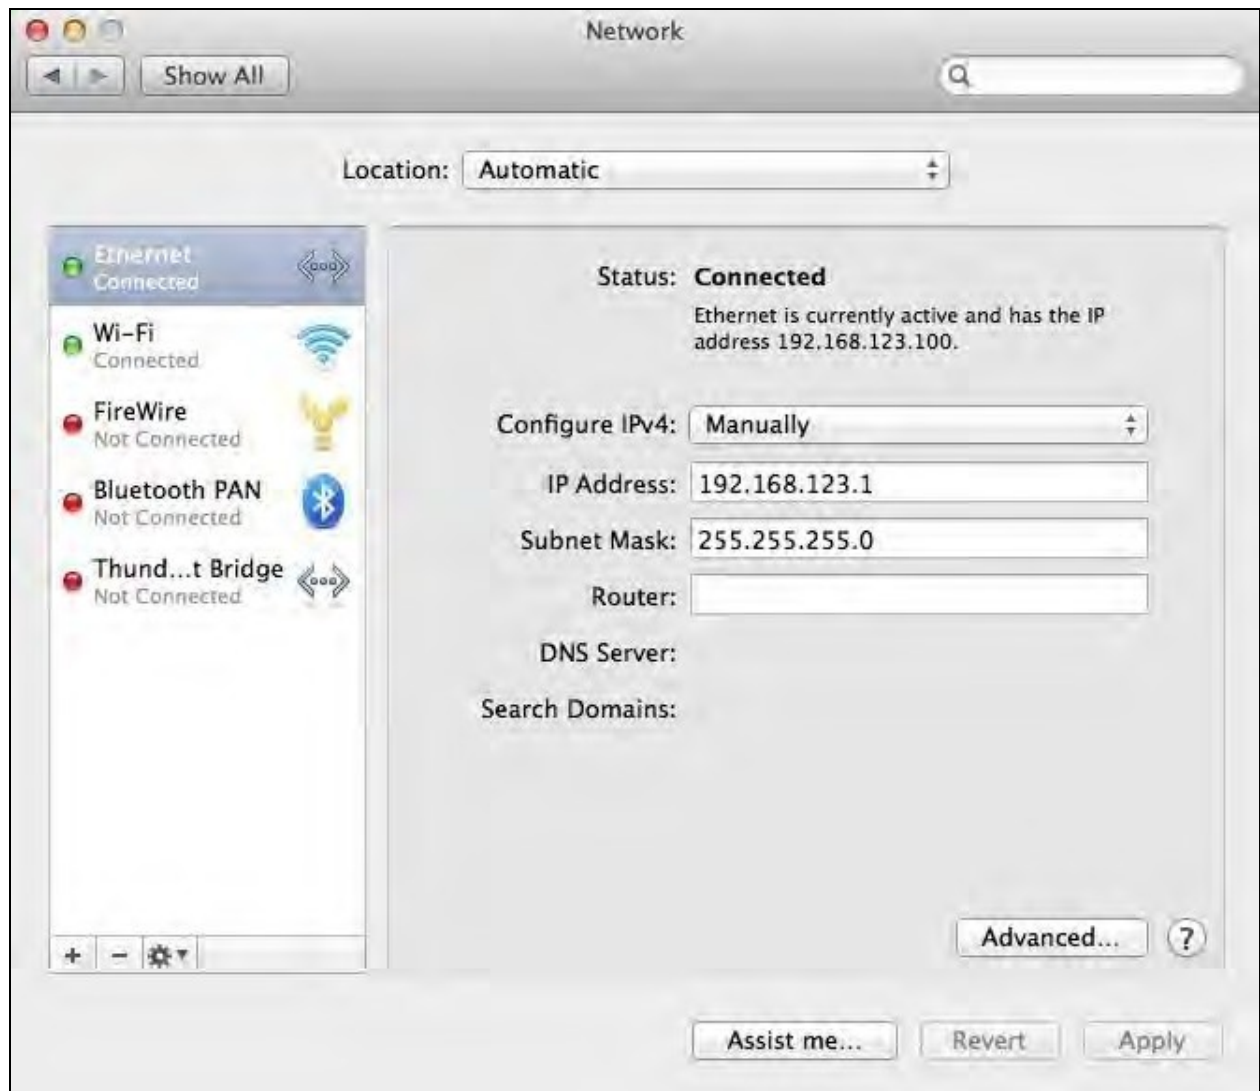 Network
Show All
Location: Automatic
Ethernet
Connected
Wi-Fi
Connected
FireWire
Not Connected
Bluetooth PAN
Not Connected
Thund...t Bridge
Not Connected
Status: Connected
Ethernet is currently active and has the IP
address 192.168.123.100.
Configure IPv4: Manually
IP Address: 192.168.123.1
Subnet Mask: 255.255.255.0
Router:
DNS Server:
Search Domains:
+ −
Advanced... ?
Assist me... Revert Apply